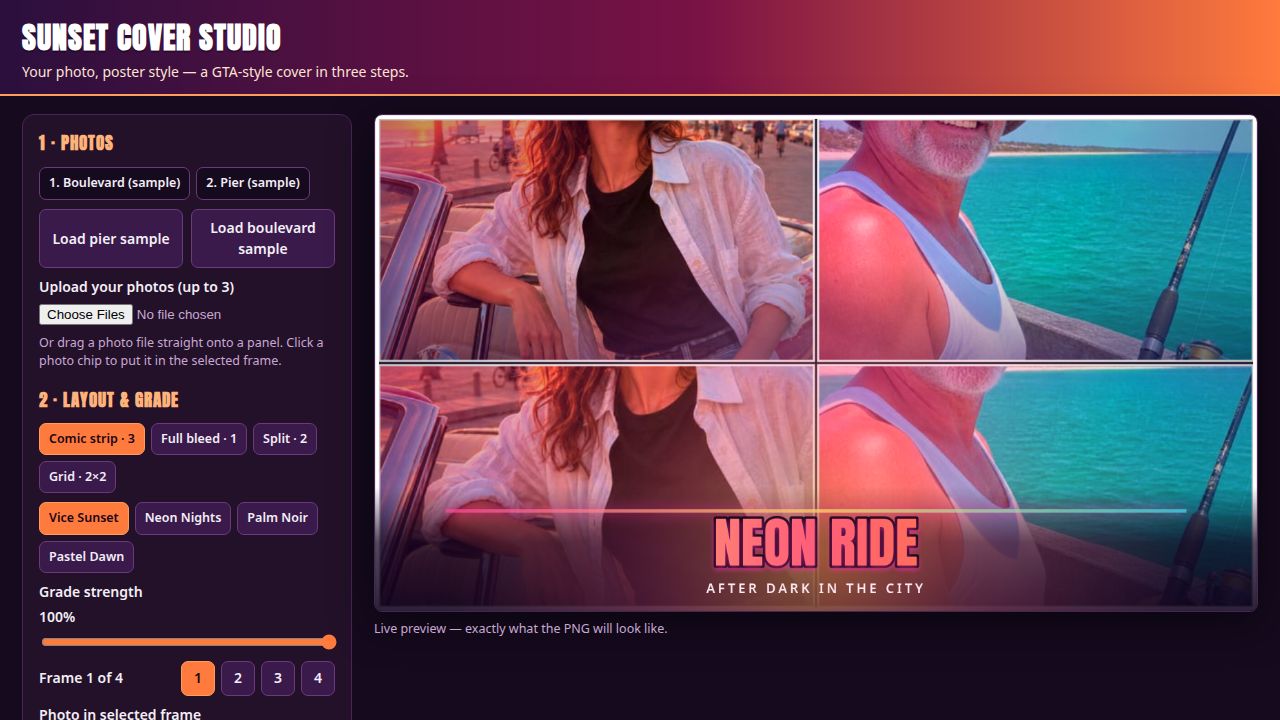 SUNSET COVER STUDIO
Your photo, poster style — a GTA-style cover in three steps.
1 · PHOTOS
1. Boulevard (sample)
2. Pier (sample)
Load pier sample
Load boulevard
sample
Upload your photos (up to 3)
Choose Files No file chosen
Or drag a photo file straight onto a panel. Click a
photo chip to put it in the selected frame.
2 · LAYOUT & GRADE
Comic strip · 3
Full bleed · 1
Split · 2
Grid · 2×2
Vice Sunset
Neon Nights
Palm Noir
Pastel Dawn
Grade strength
100%
Frame 1 of 4
1
2
3
4
Photo in selected frame
NEON RIDE
AFTER DARK IN THE CITY
Live preview — exactly what the PNG will look like.